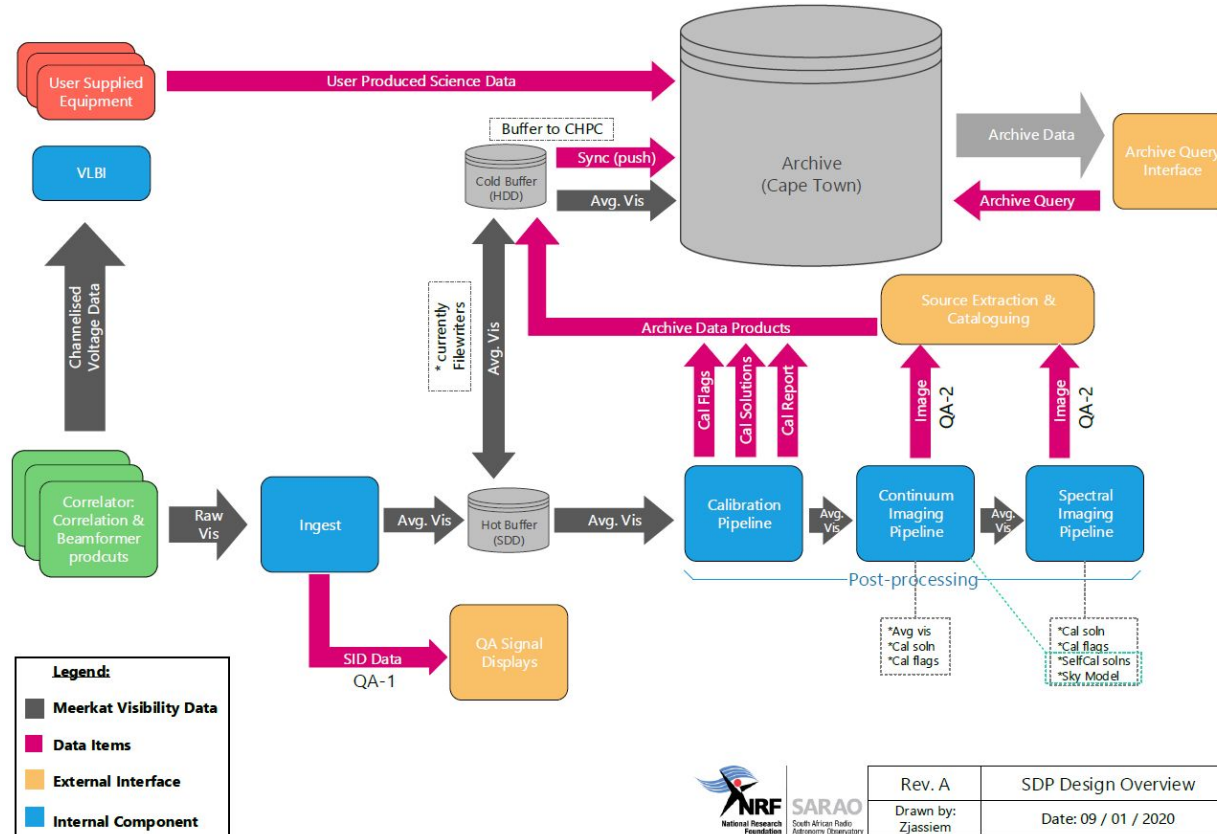 User Supplied
Equipment
User Produced Science Data
VLBI
Buffer to CHPC
Cold Buffer
(HDD)
Sync (push)
Avg. Vis
Archive
(Cape Town)
Archive Data
Archive Query
Archive Query
Interface
Channelised
Voltage Data
* currently
Filewriters
Avg. Vis
Archive Data Products
Source Extraction &
Cataloguing
Cal Flags
Cal Solutions
Cal Report
Image
QA-2
Image
QA-2
Correlator:
Correlation &
Beamformer
prodcuts
Raw
Vis
Ingest
Avg. Vis
Hot Buffer
(SDD)
Avg. Vis
Calibration
Pipeline
Avg.
Vis
Continuum
Imaging
Pipeline
Avg.
Vis
Spectral
Imaging
Pipeline
Post-processing
*Avg vis
*Cal soln
*Cal flags
*Cal soln
*Cal flags
*SelfCal solns
*Sky Model
SID Data
QA-1
QA Signal
Displays
Legend:
Meerkat Visibility Data
Data Items
External Interface
Internal Component
NRF
National Research
Foundation
SARAO
South African Radio
Astronomy Observatory
Rev. A
SDP Design Overview
Drawn by:
Zjassiem
Date: 09 / 01 / 2020